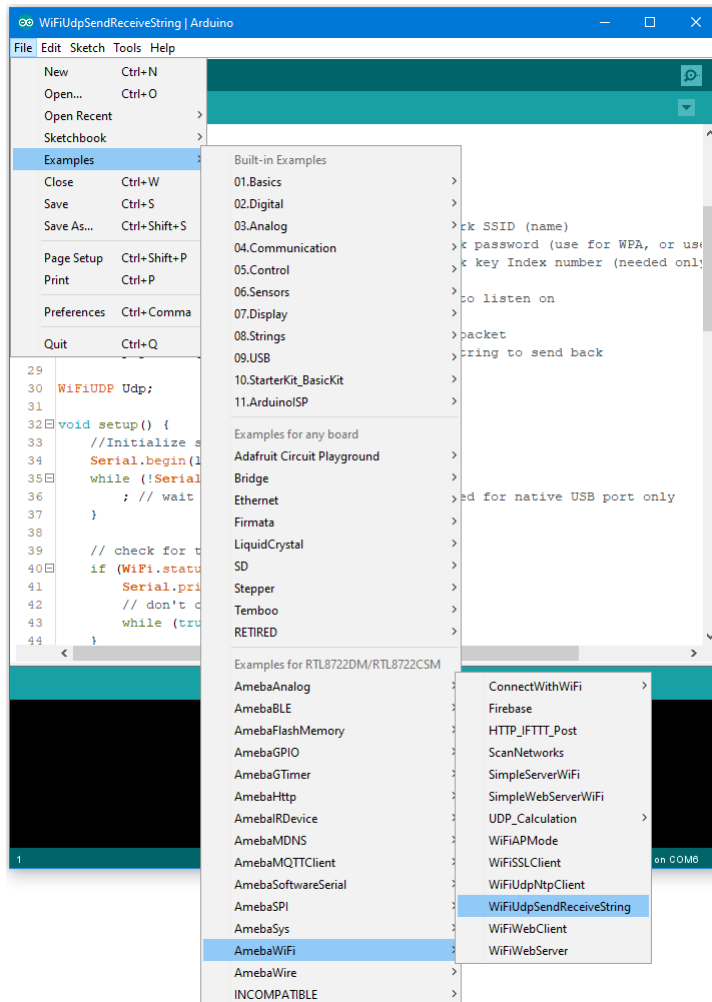 WiFiUdpSendReceiveString | Arduino
File Edit Sketch Tools Help
New Ctrl+N
Open... Ctrl+O
Open Recent
Sketchbook
Examples
Close Ctrl+W
Save Ctrl+S
Save As... Ctrl+Shift+S
Page Setup Ctrl+Shift+P
Print Ctrl+P
Preferences Ctrl+Comma
Quit Ctrl+Q
Built-in Examples
01.Basics
02.Digital
03.Analog
04.Communication
05.Control
06.Sensors
07.Display
08.Strings
09.USB
10.StarterKit_BasicKit
11.ArduinoISP
Examples for any board
Adafruit Circuit Playground
Bridge
Ethernet
Firmata
LiquidCrystal
SD
Stepper
Temboo
RETIRED
Examples for RTL8722DM/RTL8722CSM
AmebaAnalog
AmebaBLE
AmebaFlashMemory
AmebaGPIO
AmebaGTimer
AmebaHttp
AmebaIRDevice
AmebaMDNS
AmebaMQTTClient
AmebaSoftwareSerial
AmebaSPI
AmebaSys
AmebaWiFi
AmebaWire
INCOMPATIBLE
ConnectWithWiFi
Firebase
HTTP_IFTTT_Post
ScanNetworks
SimpleServerWiFi
SimpleWebServerWiFi
UDP_Calculation
WiFiAPMode
WiFiSSLClient
WiFiUdpNtpClient
WiFiUdpSendReceiveString
WiFiWebClient
WiFiWebServer
rk SSID (name)
k password (use for WPA, or use
k key Index number (needed only
to listen on
packet
tring to send back
29
30 WiFiUDP Udp;
31
32 void setup() {
33 //Initialize s
34 Serial.begin(1
35 while (!Serial
36 ; // wait ed for native USB port only
37 }
38
39 // check for t
40 if (WiFi.statu
41 Serial.pri
42 // don't c
43 while (tru
44 }
1 on COM6